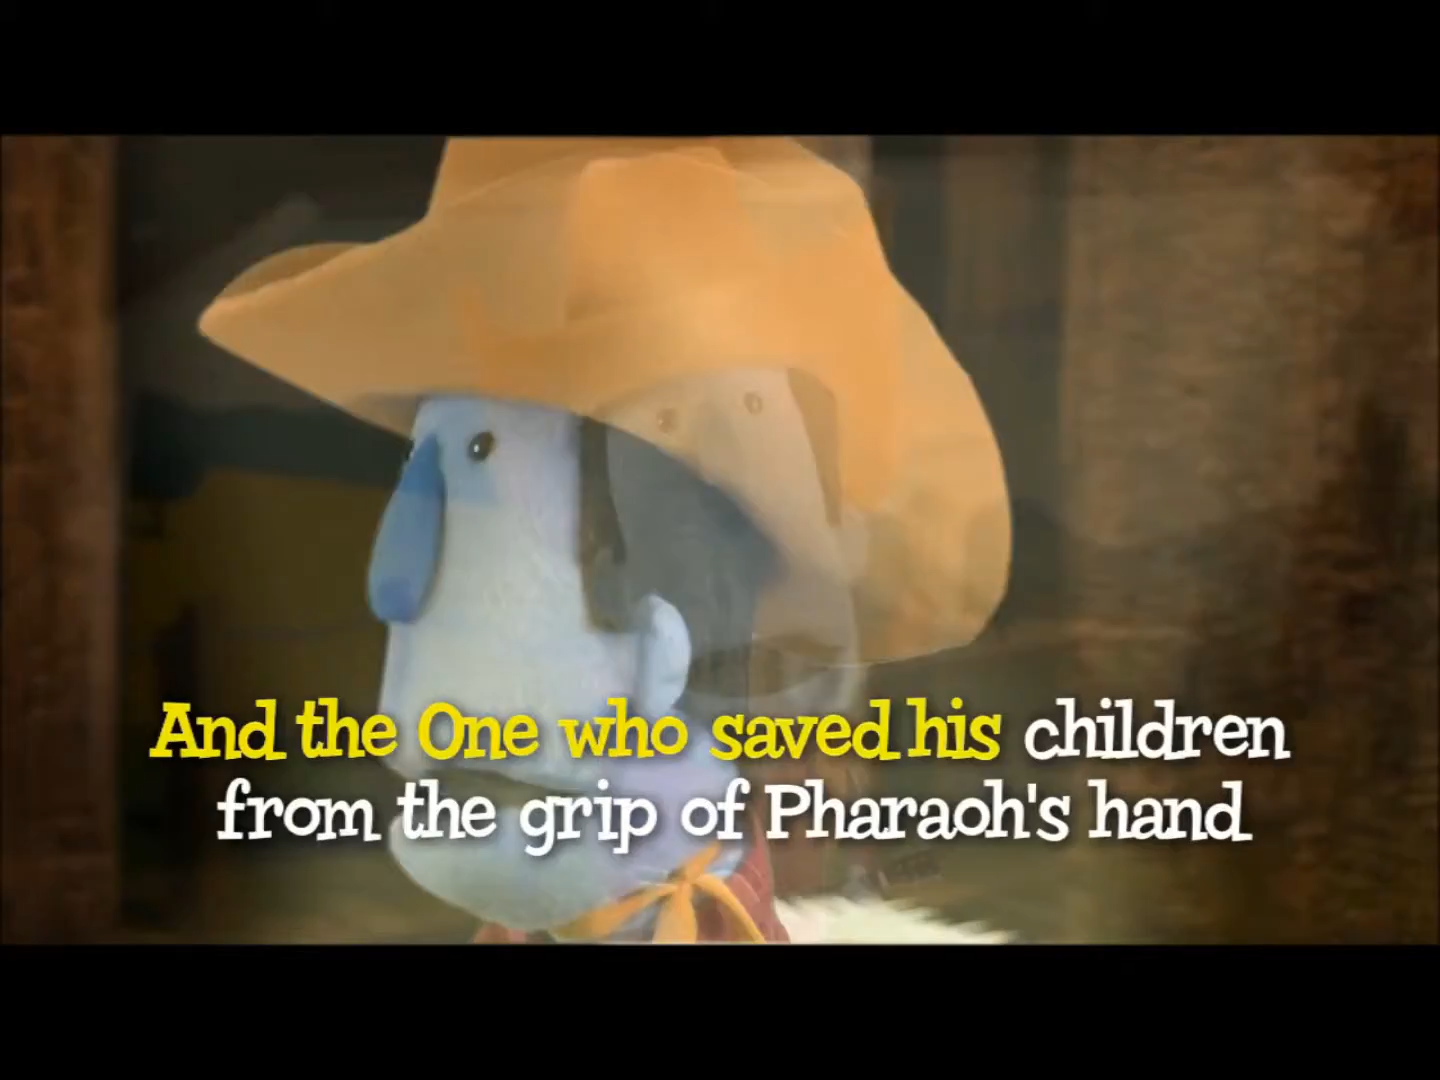 And the One who saved his children
from the grip of Pharaoh's hand